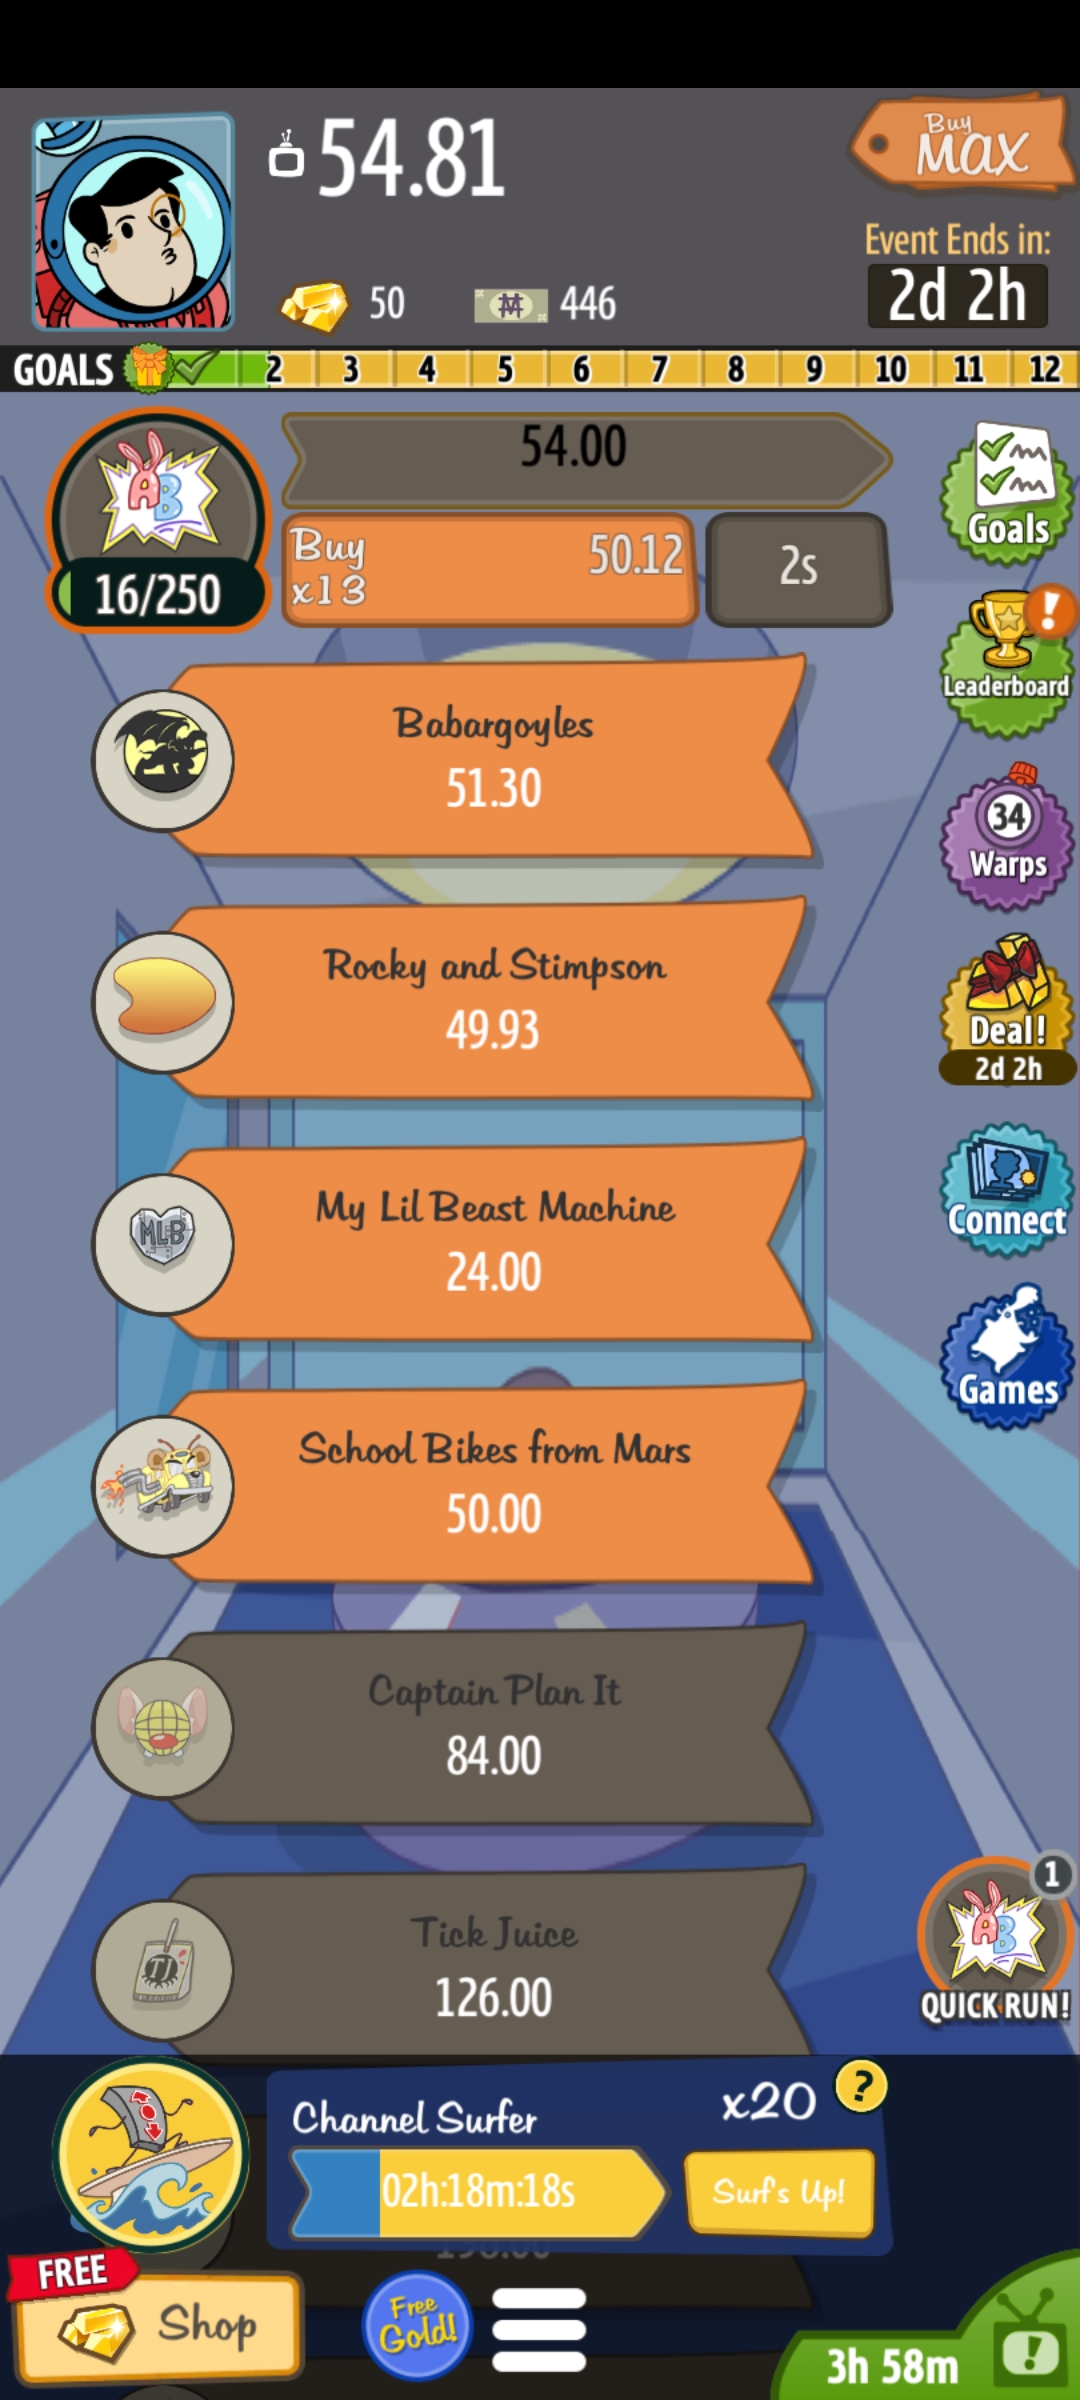 54.81
Buy
MAX
Event Ends in:
2d 2h
50
446
GOALS 2 3 4 5 6 7 8 9 10 11 12
54.00
AB
16/250
Buy
x13
50.12
2s
Goals
!
Leaderboard
Babargoyles
51.30
34
Warps
Rocky and Stimpson
49.93
Deal!
2d 2h
MLB
My Lil Beast Machine
24.00
Connect
Games
School Bikes from Mars
50.00
Captain Plan It
84.00
TJ
Tick Juice
126.00
1
AB
QUICK RUN!
Channel Surfer
x20
?
02h:18m:18s
Surf's Up!
FREE
Shop
Free
Gold!
3h 58m
!